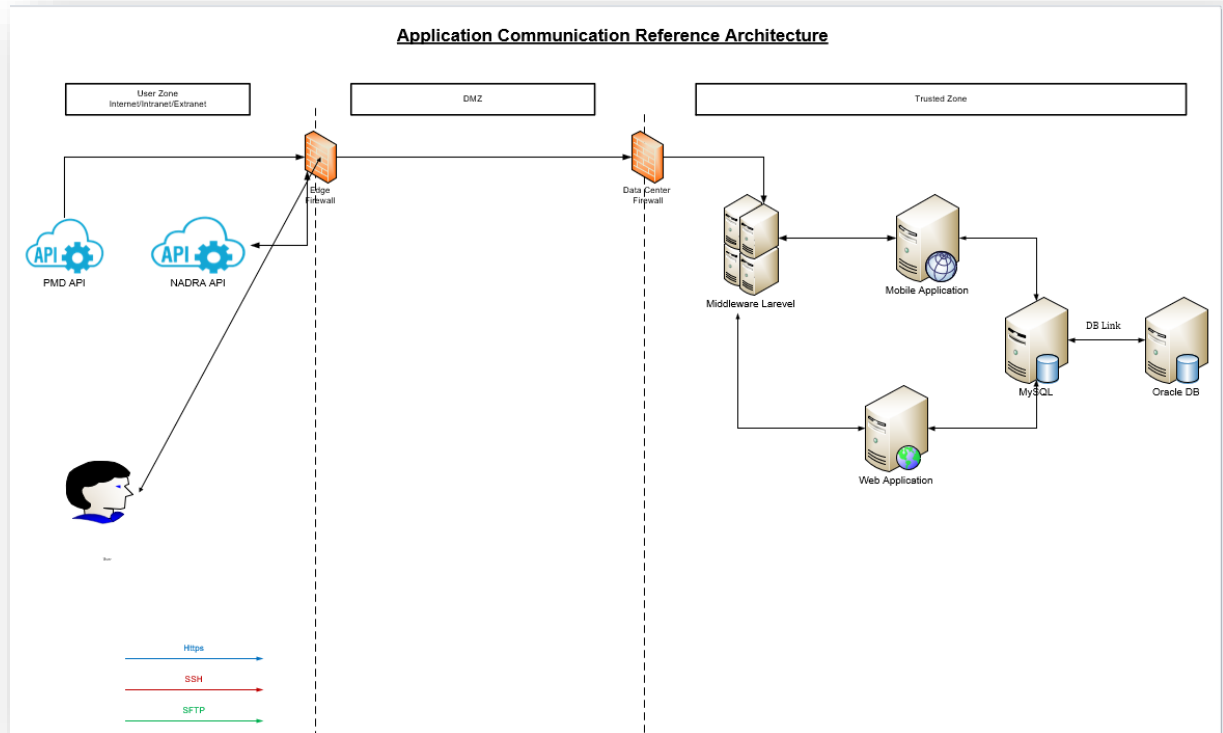 Application Communication Reference Architecture
User Zone
Internet/Intranet/Extranet
DMZ
Trusted Zone
Edge
Firewall
Data Center
Firewall
API
PMD API
API
NADRA API
Middleware Larevel
Mobile Application
DB Link
MySQL
Oracle DB
Web Application
Https
SSH
SFTP